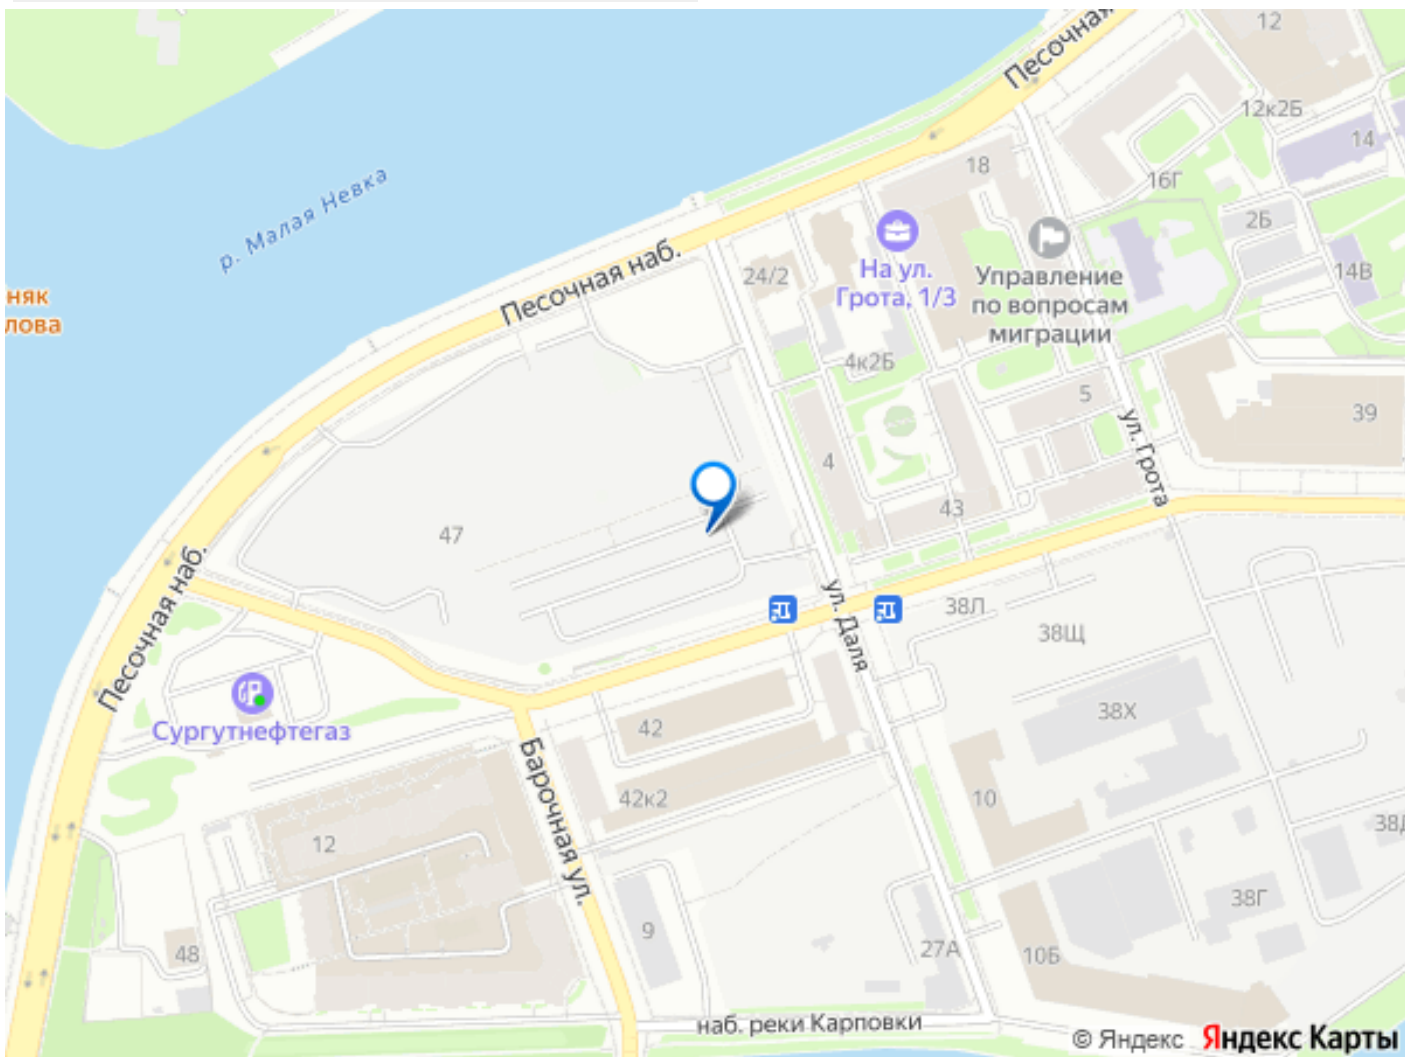 Песочная
12
12к2Б
14
18
16Г
2Б
14В
р. Малая Невка
Песочная наб.
24/2
На ул.
Грота, 1/3
Управление
по вопросам
миграции
няк
лова
4к2Б
5
39
ул. Грота
4
43
47
Песочная наб.
ул. Даля
38Л
38Щ
38Х
Сургутнефтегаз
42
Барочная ул.
42к2
10
12
38Г
9
48
27А
10Б
наб. реки Карповки
© Яндекс Яндекс Карты